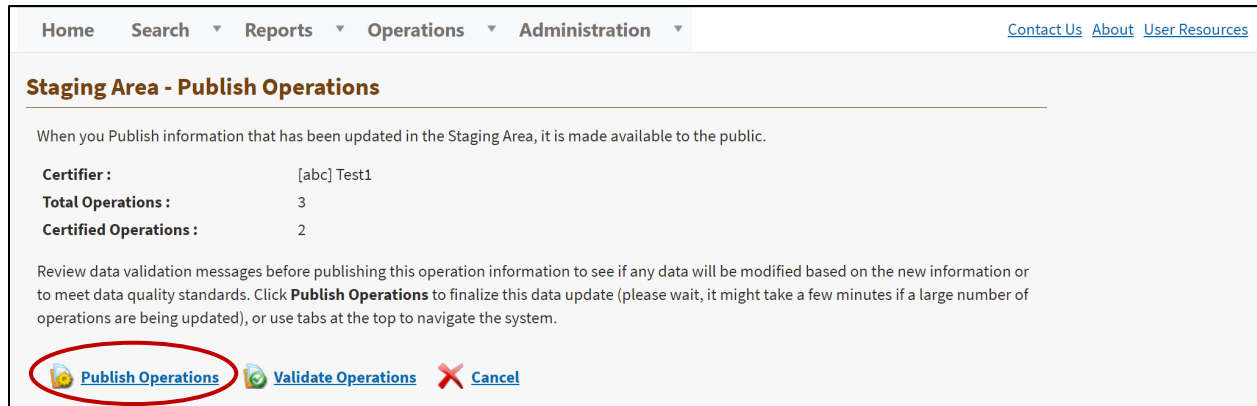 Home Search Reports Operations Administration Contact Us About User Resources
Staging Area - Publish Operations
When you Publish information that has been updated in the Staging Area, it is made available to the public.
Certifier : [abc] Test1
Total Operations : 3
Certified Operations : 2
Review data validation messages before publishing this operation information to see if any data will be modified based on the new information or
to meet data quality standards. Click Publish Operations to finalize this data update (please wait, it might take a few minutes if a large number of
operations are being updated), or use tabs at the top to navigate the system.
Publish Operations Validate Operations Cancel